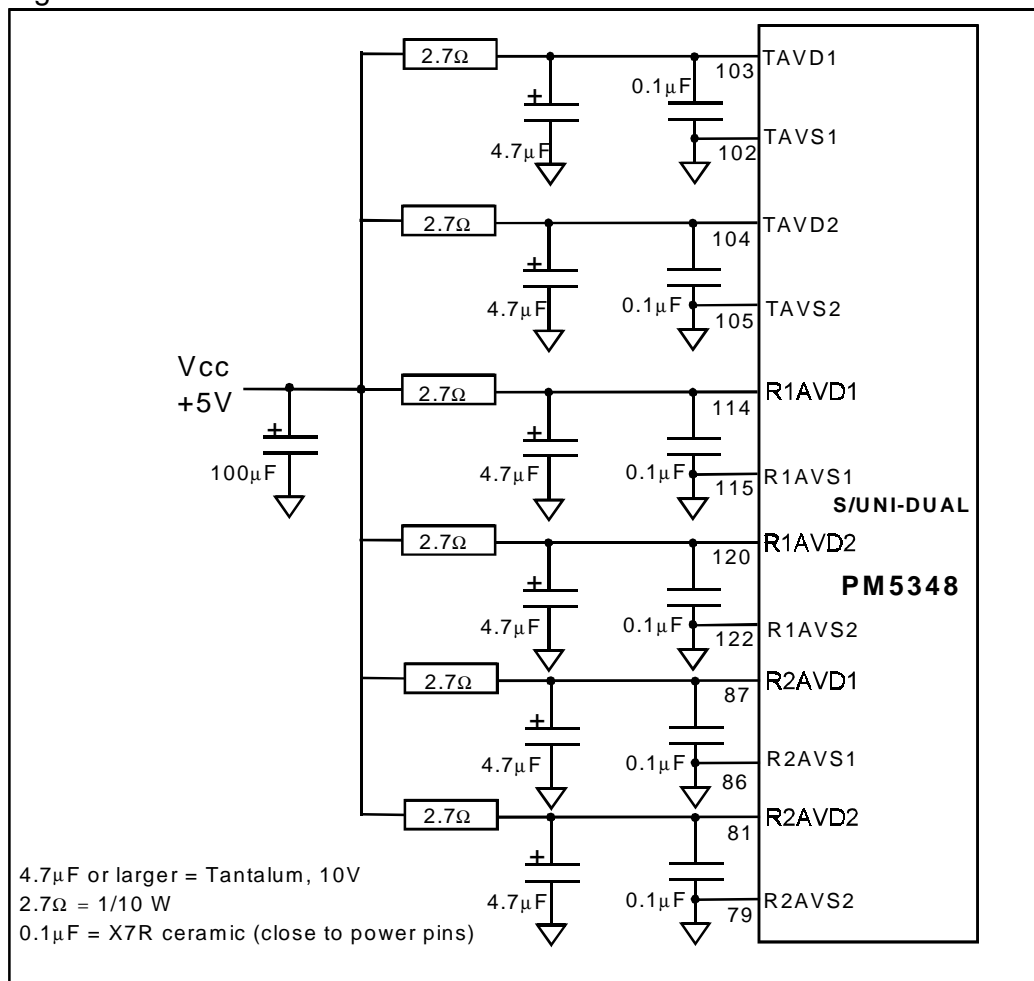 2.7Ω
TAVD1
103
0.1μF
+
4.7μF
TAVS1
102
2.7Ω
TAVD2
104
+
4.7μF
0.1μF
TAVS2
105
Vcc
+5V
+
100μF
2.7Ω
R1AVD1
114
+
4.7μF
0.1μF
R1AVS1
115
S/UNI-DUAL
2.7Ω
R1AVD2
120
PM5348
+
4.7μF
0.1μF
R1AVS2
122
2.7Ω
R2AVD1
87
+
4.7μF
0.1μF
R2AVS1
86
2.7Ω
R2AVD2
81
+
4.7μF
0.1μF
R2AVS2
79
4.7μF or larger = Tantalum, 10V
2.7Ω = 1/10 W
0.1μF = X7R ceramic (close to power pins)